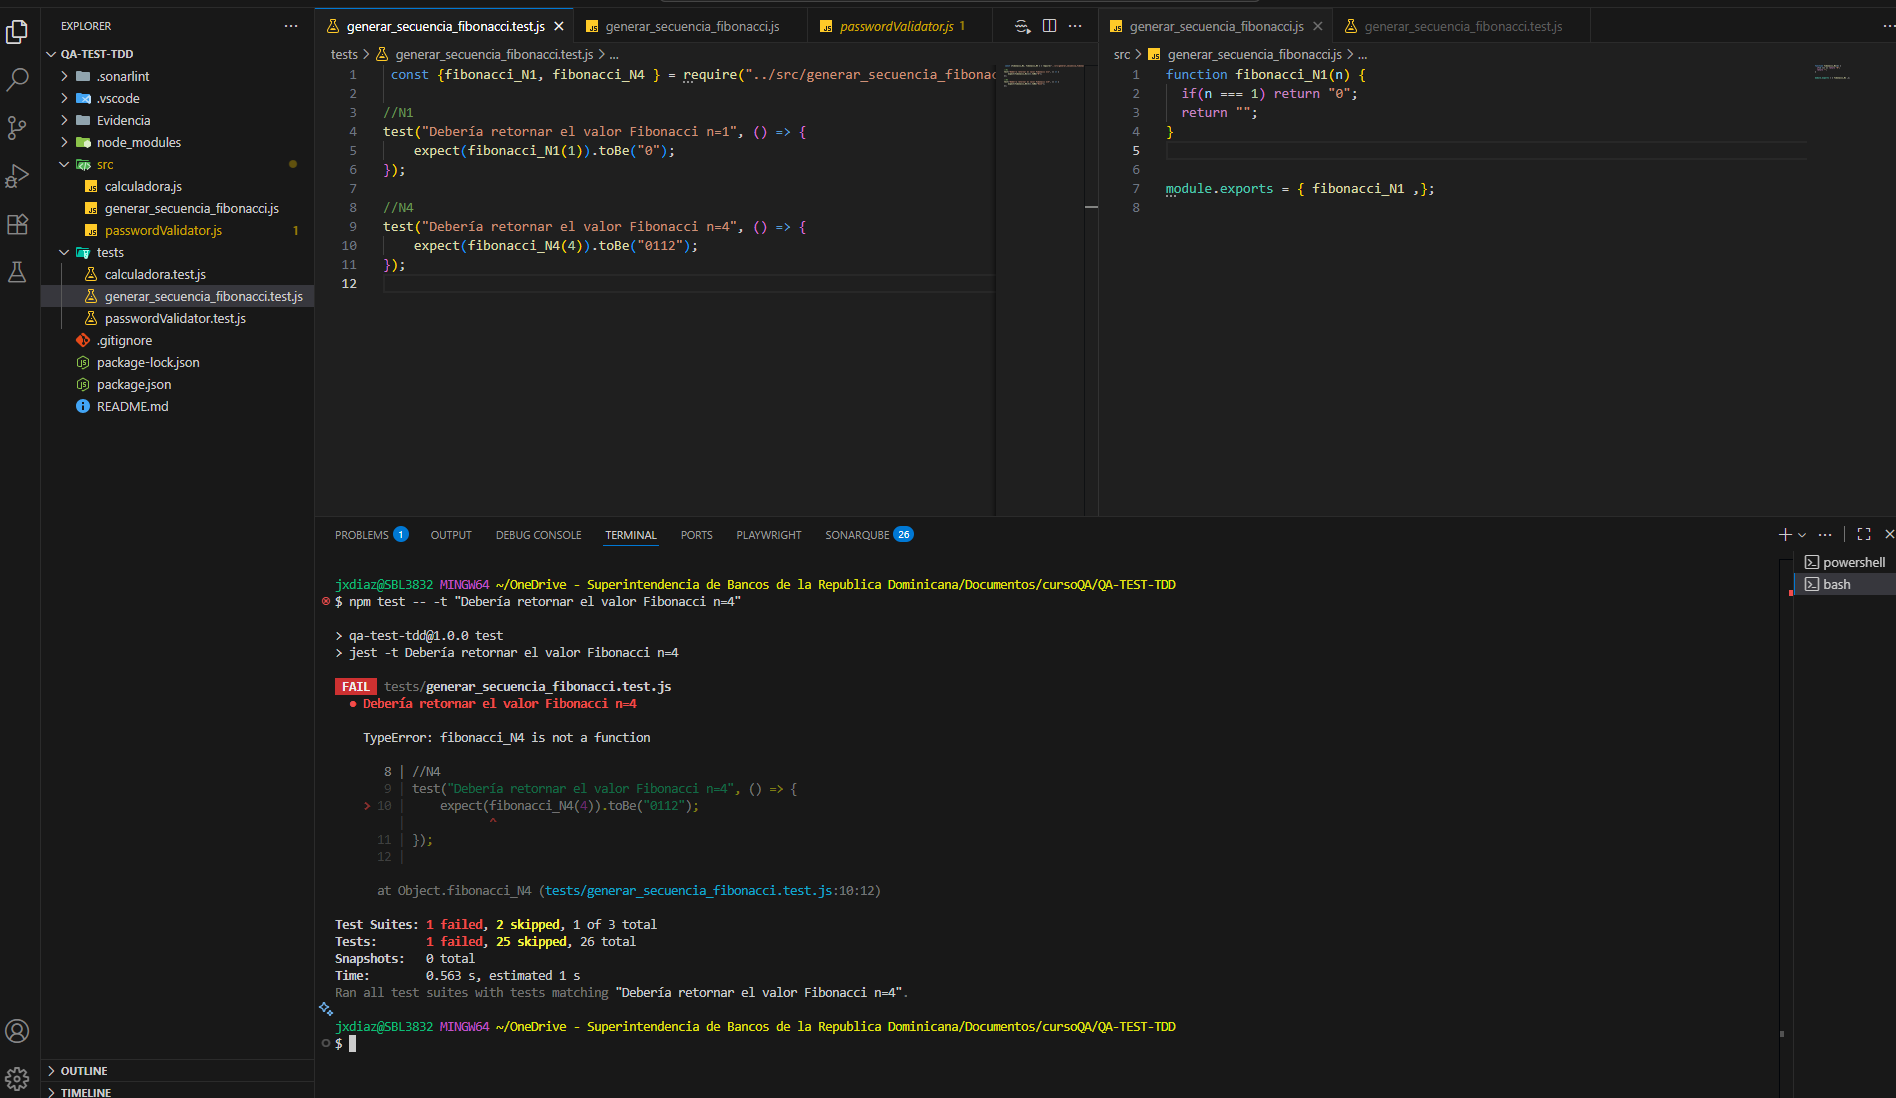 EXPLORER
QA-TEST-TDD
.sonarlint
.vscode
Evidencia
node_modules
src
calculadora.js
generar_secuencia_fibonacci.js
passwordValidator.js 1
tests
calculadora.test.js
generar_secuencia_fibonacci.test.js
passwordValidator.test.js
.gitignore
package-lock.json
package.json
README.md
OUTLINE
TIMELINE
generar_secuencia_fibonacci.test.js
generar_secuencia_fibonacci.js
passwordValidator.js 1
tests > generar_secuencia_fibonacci.test.js > ...
1 const {fibonacci_N1, fibonacci_N4 } = require("../src/generar_secuencia_fibonac
2
3 //N1
4 test("Debería retornar el valor Fibonacci n=1", () => {
5 expect(fibonacci_N1(1)).toBe("0");
6 });
7
8 //N4
9 test("Debería retornar el valor Fibonacci n=4", () => {
10 expect(fibonacci_N4(4)).toBe("0112");
11 });
12
generar_secuencia_fibonacci.js
generar_secuencia_fibonacci.test.js
src > generar_secuencia_fibonacci.js > ...
1 function fibonacci_N1(n) {
2 if(n === 1) return "0";
3 return "";
4 }
5
6
7 module.exports = { fibonacci_N1 ,};
8
PROBLEMS 1
OUTPUT
DEBUG CONSOLE
TERMINAL
PORTS
PLAYWRIGHT
SONARQUBE 26
powershell
bash
jxdiaz@SBL3832 MINGW64 ~/OneDrive - Superintendencia de Bancos de la Republica Dominicana/Documentos/cursoQA/QA-TEST-TDD
$ npm test -- -t "Debería retornar el valor Fibonacci n=4"
> qa-test-tdd@1.0.0 test
> jest -t Debería retornar el valor Fibonacci n=4
FAIL tests/generar_secuencia_fibonacci.test.js
● Debería retornar el valor Fibonacci n=4
TypeError: fibonacci_N4 is not a function
8 | //N4
9 | test("Debería retornar el valor Fibonacci n=4", () => {
> 10 | expect(fibonacci_N4(4)).toBe("0112");
| ^
11 | });
12 |
at Object.fibonacci_N4 (tests/generar_secuencia_fibonacci.test.js:10:12)
Test Suites: 1 failed, 2 skipped, 1 of 3 total
Tests: 1 failed, 25 skipped, 26 total
Snapshots: 0 total
Time: 0.563 s, estimated 1 s
Ran all test suites with tests matching "Debería retornar el valor Fibonacci n=4".
jxdiaz@SBL3832 MINGW64 ~/OneDrive - Superintendencia de Bancos de la Republica Dominicana/Documentos/cursoQA/QA-TEST-TDD
$